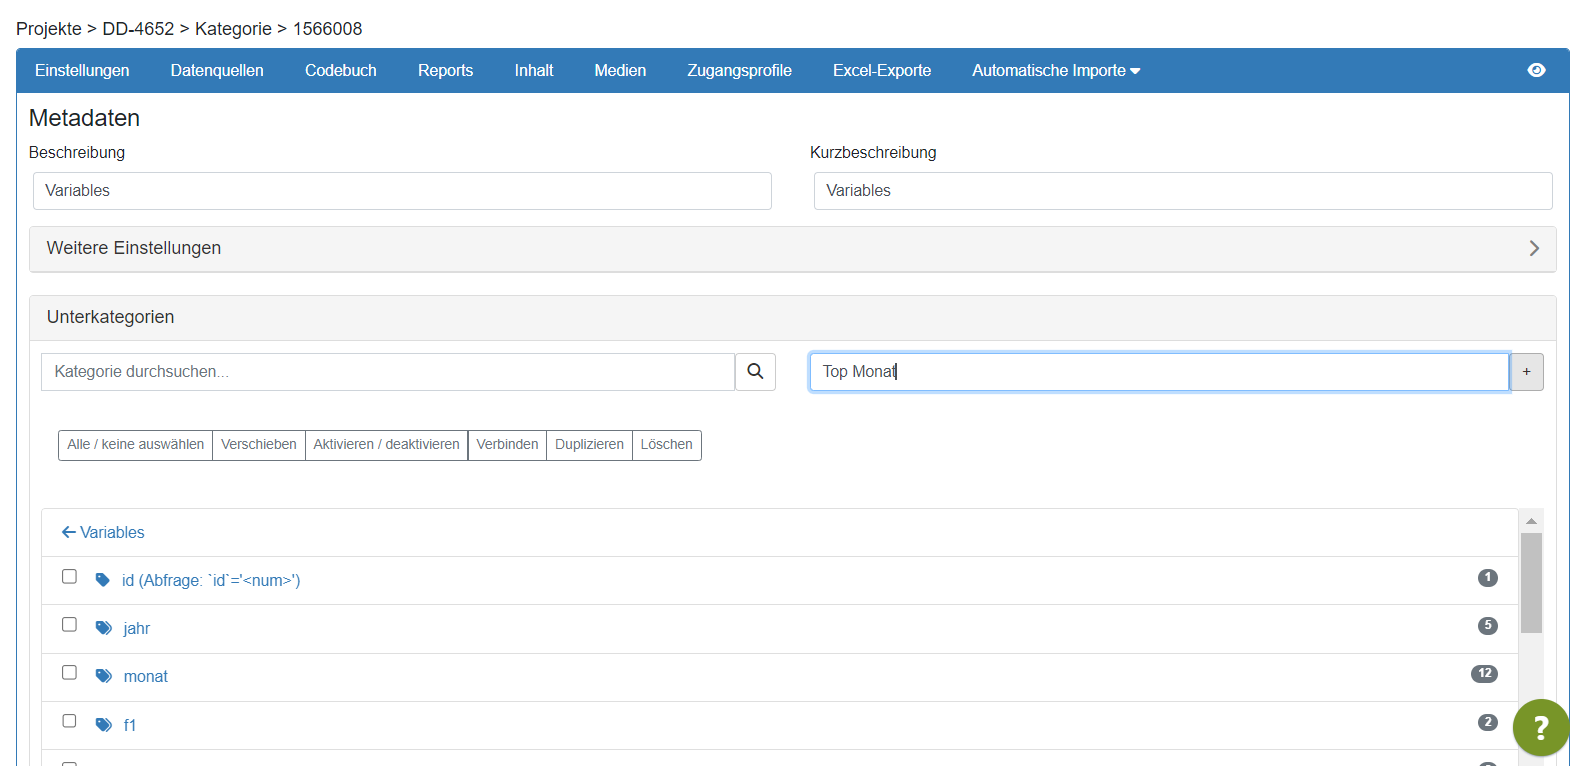 Projekte > DD-4652 > Kategorie > 1566008
Einstellungen Datenquellen Codebuch Reports Inhalt Medien Zugangsprofile Excel-Exporte Automatische Importe
Metadaten
Beschreibung Kurzbeschreibung
Variables Variables
Weitere Einstellungen
Unterkategorien
Kategorie durchsuchen... Top Monat +
Alle / keine auswählen Verschieben Aktivieren / deaktivieren Verbinden Duplizieren Löschen
Variables
id (Abfrage: `id`='<num>') 1
jahr 5
monat 12
f1 2
?